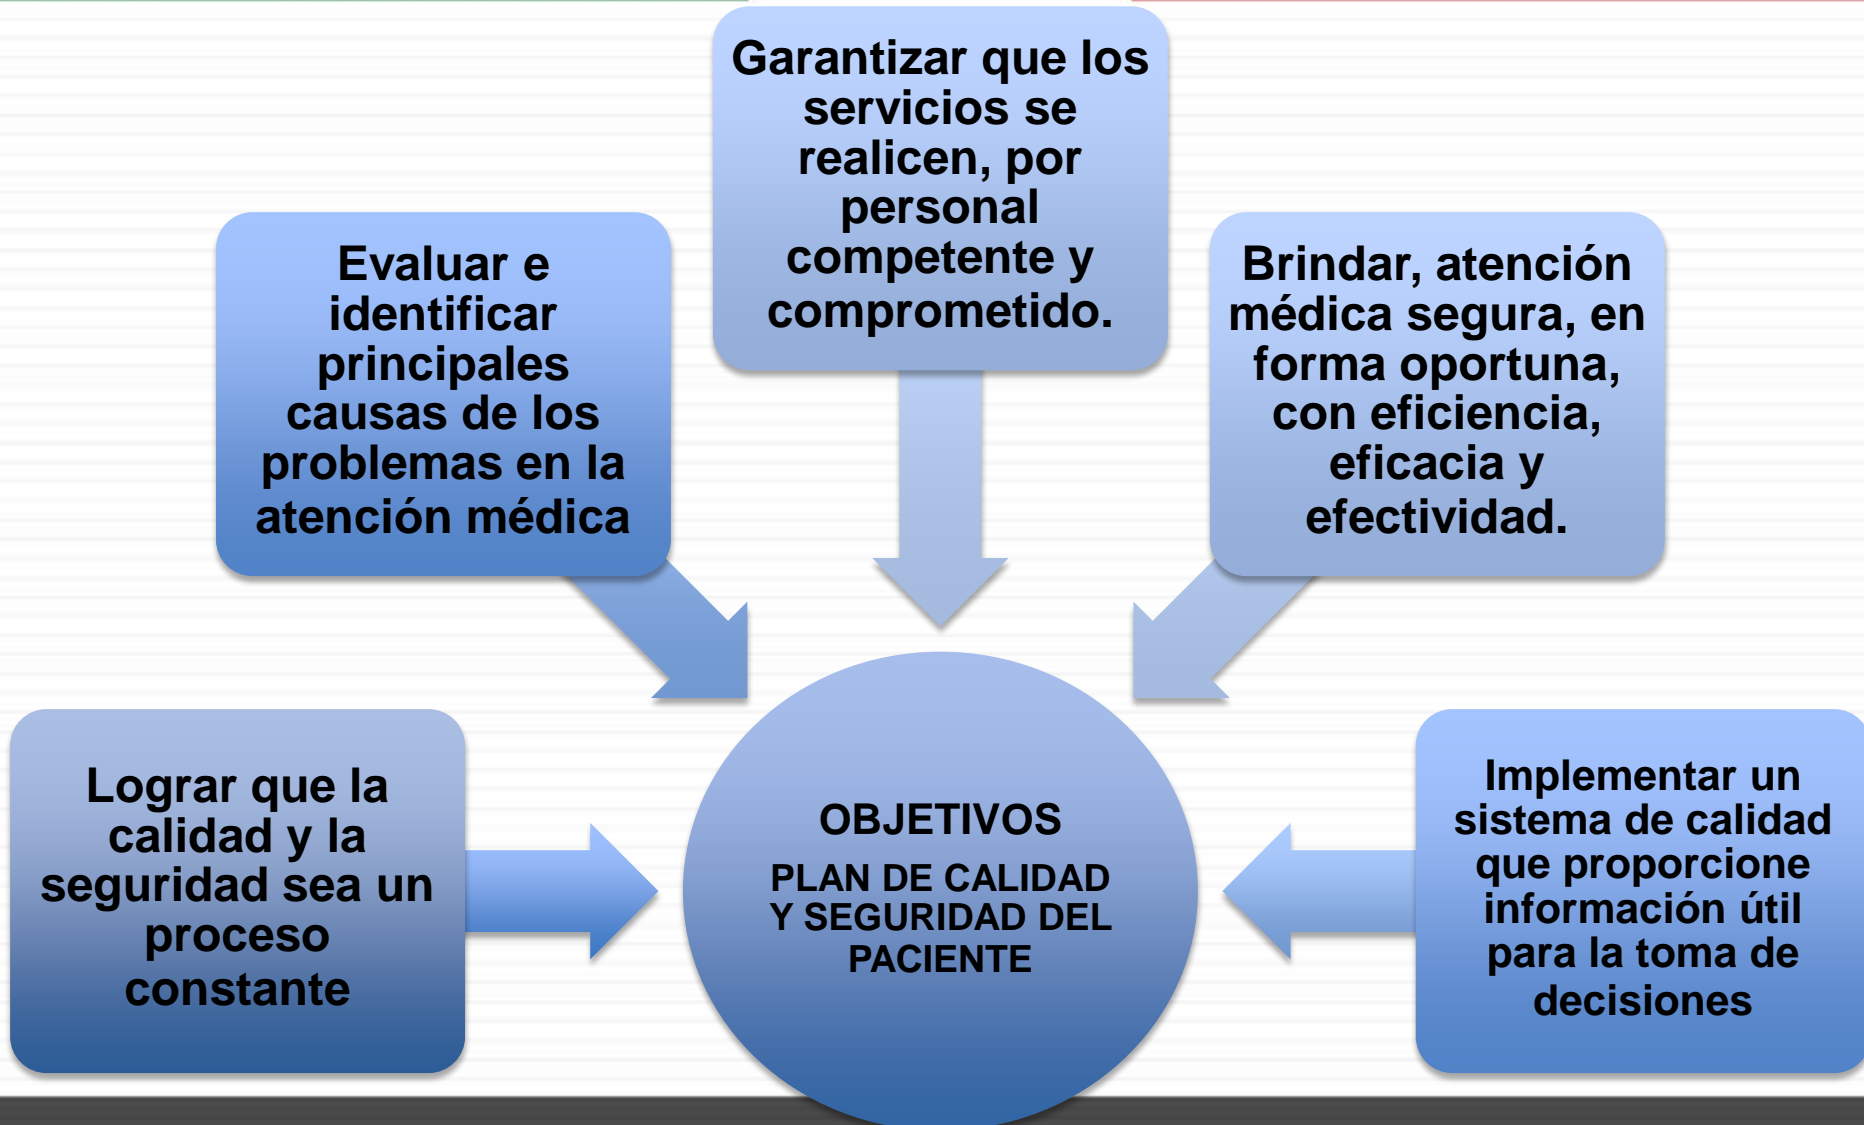 Garantizar que los
servicios se
realicen, por
personal
competente y
comprometido.
Evaluar e
identificar
principales
causas de los
problemas en la
atención médica
Brindar, atención
médica segura, en
forma oportuna,
con eficiencia,
eficacia y
efectividad.
Lograr que la
calidad y la
seguridad sea un
proceso
constante
OBJETIVOS
PLAN DE CALIDAD
Y SEGURIDAD DEL
PACIENTE
Implementar un
sistema de calidad
que proporcione
información útil
para la toma de
decisiones